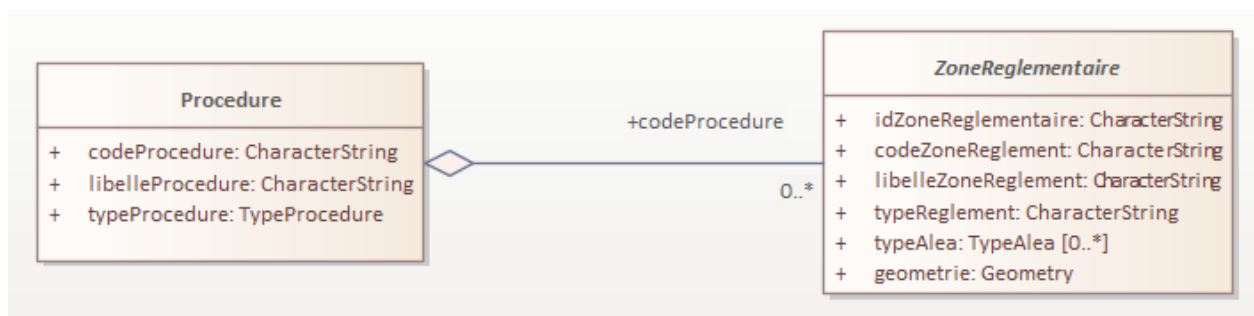 Procedure
+ codeProcedure: CharacterString
+ libelleProcedure: CharacterString
+ typeProcedure: TypeProcedure
+codeProcedure
0..*
ZoneReglementaire
+ idZoneReglementaire: CharacterString
+ codeZoneReglement: CharacterString
+ libelleZoneReglement: CharacterString
+ typeReglement: CharacterString
+ typeAlea: TypeAlea [0..*]
+ geometrie: Geometry